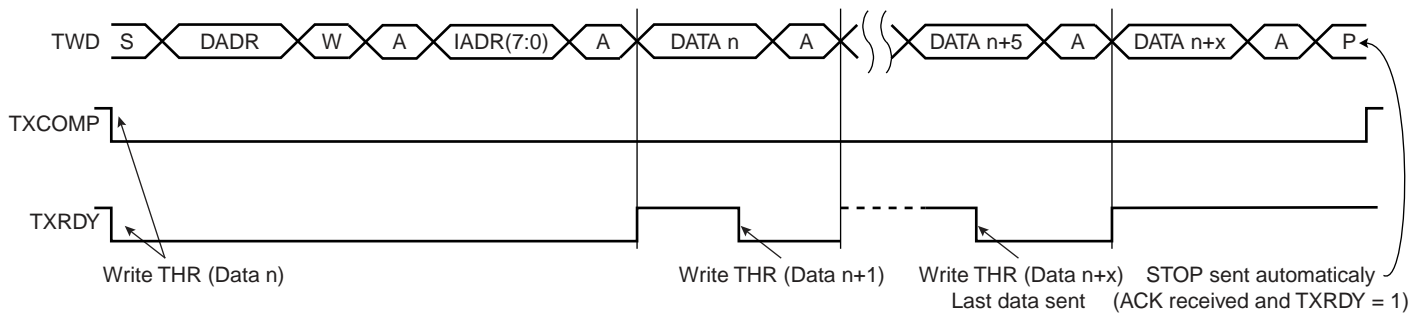 TWD S DADR W A IADR(7:0) A DATA n A DATA n+5 A DATA n+x A P
TXCOMP
TXRDY
Write THR (Data n) Write THR (Data n+1) Write THR (Data n+x) STOP sent automaticaly
Last data sent (ACK received and TXRDY = 1)